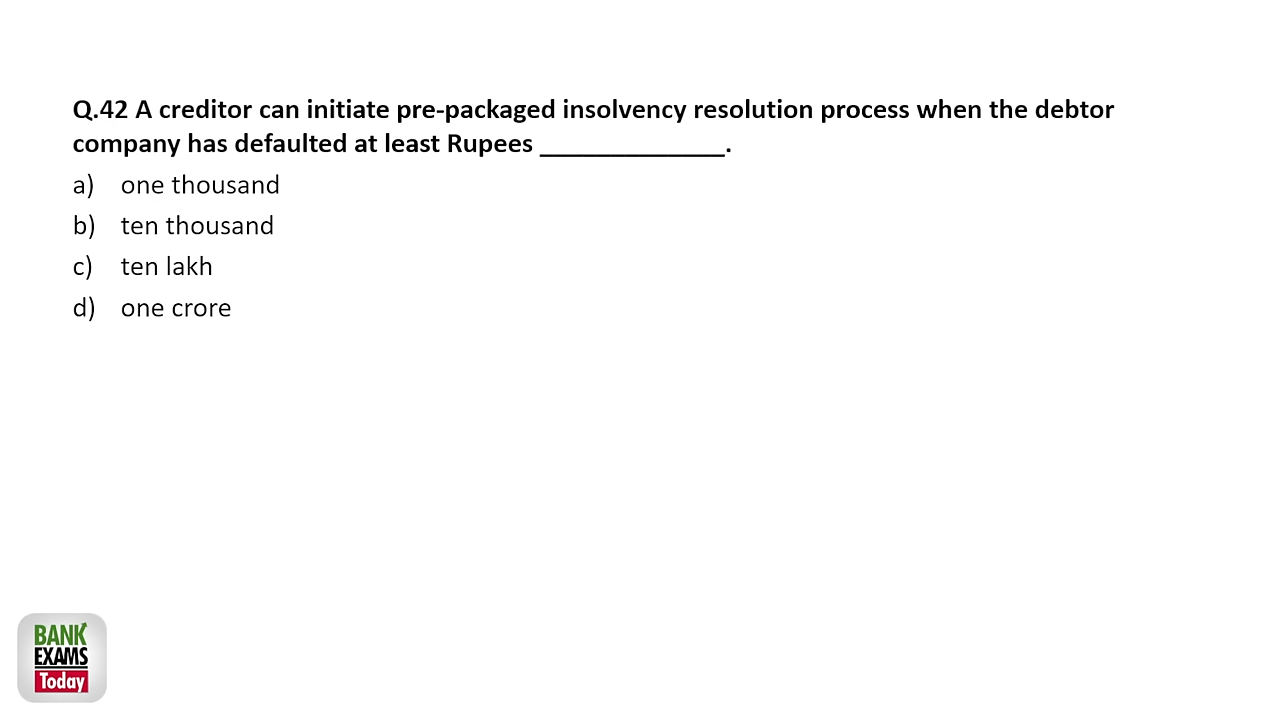 Q.42 A creditor can initiate pre-packaged insolvency resolution process when the debtor
company has defaulted at least Rupees ______________.
a) one thousand
b) ten thousand
c) ten lakh
d) one crore
BANK
EXAMS
Today